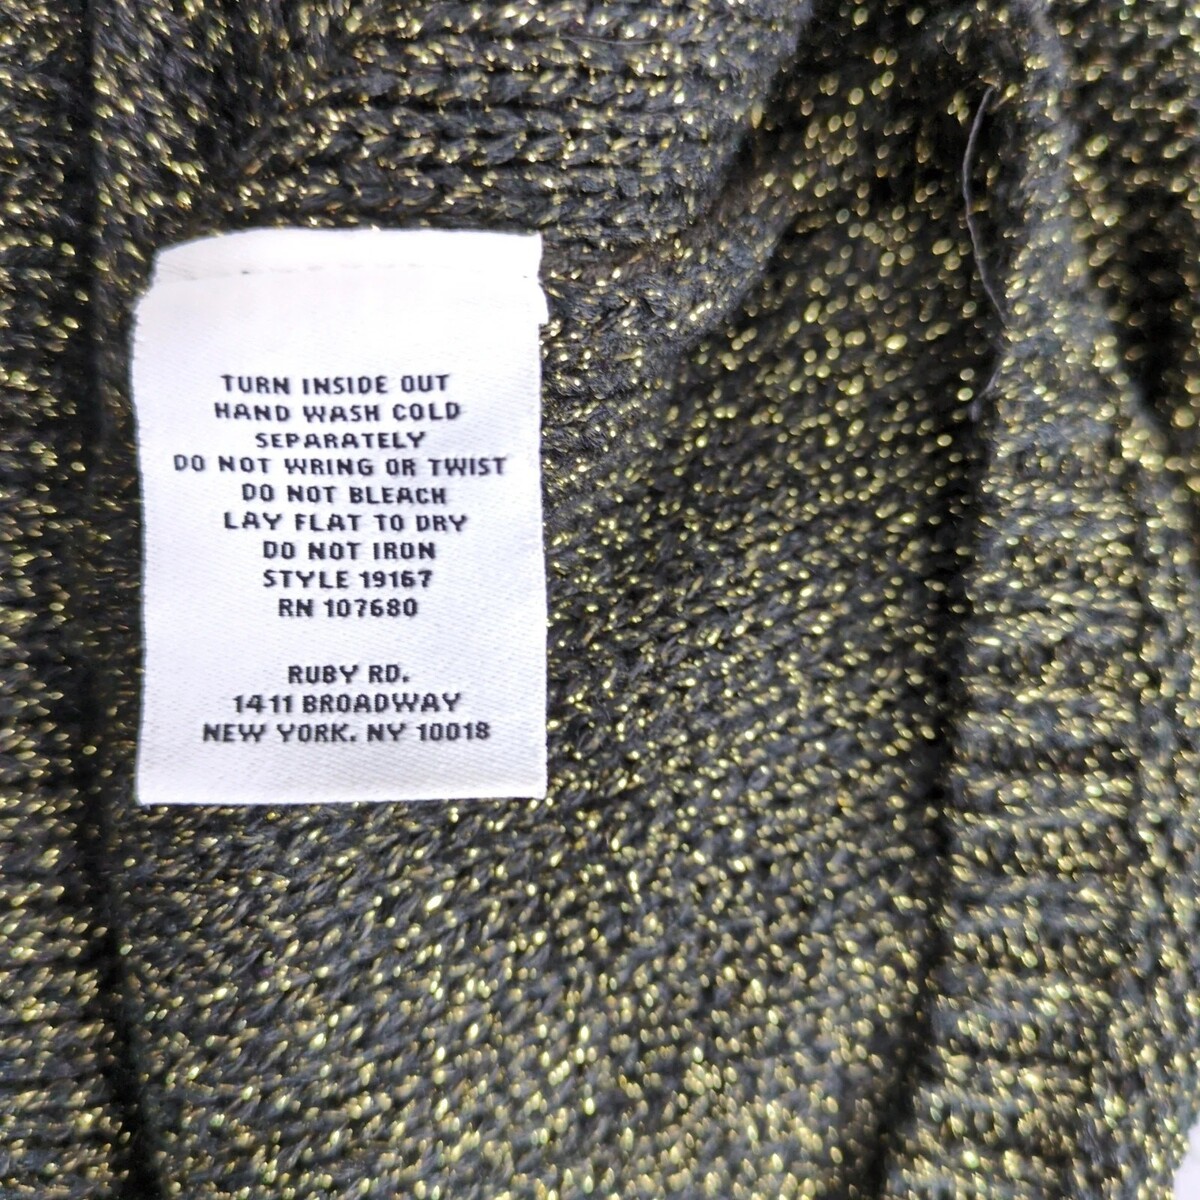 TURN INSIDE OUT
HAND WASH COLD
SEPARATELY
DO NOT WRING OR TWIST
DO NOT BLEACH
LAY FLAT TO DRY
DO NOT IRON
STYLE 19167
RN 107680
RUBY RD.
1411 BROADWAY
NEW YORK. NY 10018